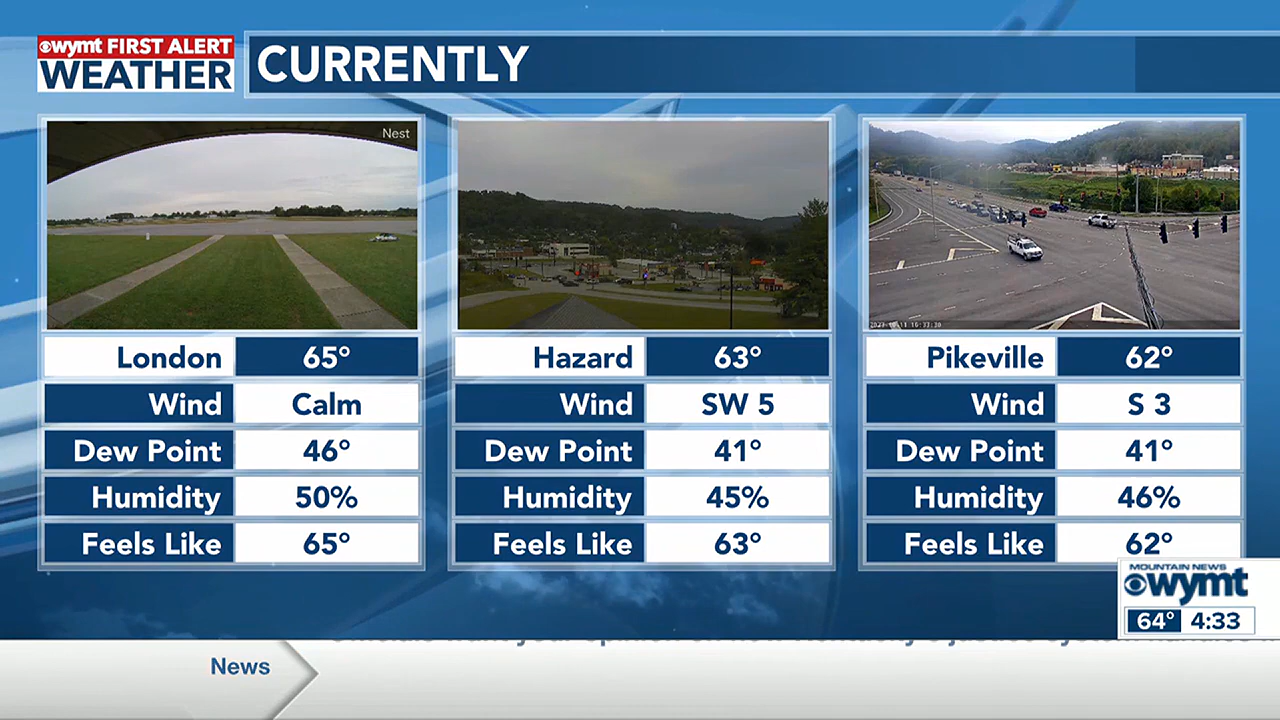 wymt FIRST ALERT
WEATHER
CURRENTLY
Nest
London 65°
Wind Calm
Dew Point 46°
Humidity 50%
Feels Like 65°
Hazard 63°
Wind SW 5
Dew Point 41°
Humidity 45%
Feels Like 63°
Pikeville 62°
Wind S 3
Dew Point 41°
Humidity 46%
Feels Like 62°
MOUNTAIN NEWS
wymt
64° 4:33
News